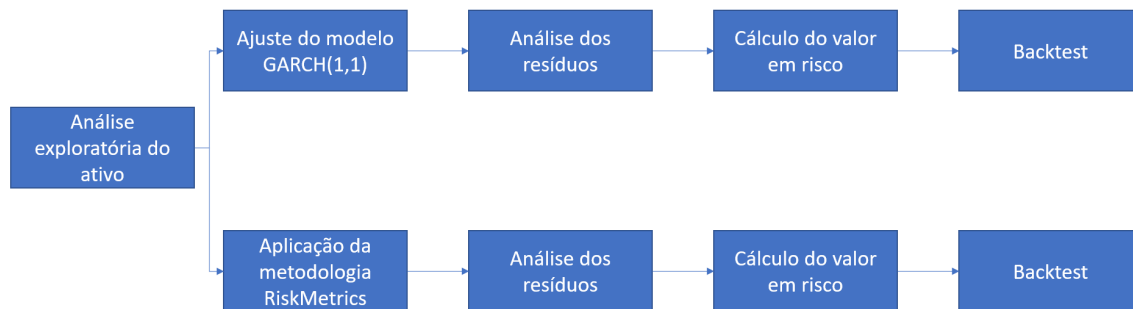 Ajuste do modelo
GARCH(1,1)
Análise dos
resíduos
Cálculo do valor
em risco
Backtest
Análise
exploratória do
ativo
Aplicação da
metodologia
RiskMetrics
Análise dos
resíduos
Cálculo do valor
em risco
Backtest